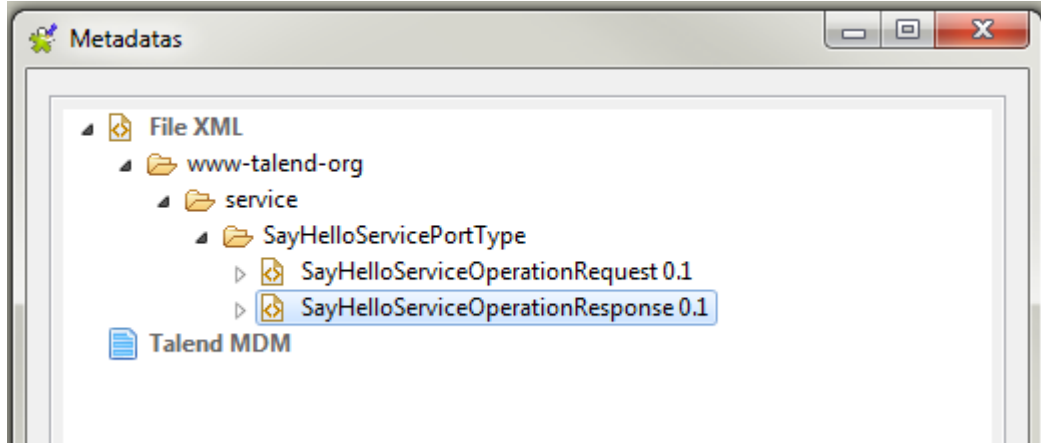 Metadatas
File XML
www-talend-org
service
SayHelloServicePortType
SayHelloServiceOperationRequest 0.1
SayHelloServiceOperationResponse 0.1
Talend MDM